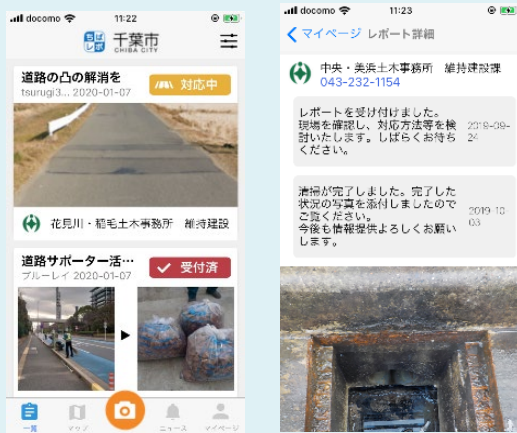 docomo 11:22
ちばレポ 千葉市
CHIBA CITY
道路の凸の解消を
tsurugi3... 2020-01-07
対応中
花見川・稲毛土木事務所 維持建設
道路サポーター活…
ブルーレイ 2020-01-07
受付済
一覧
マップ
ニュース
マイページ
docomo 11:23
マイページ レポート詳細
中央・美浜土木事務所 維持建設課
043-232-1154
レポートを受け付けました。
現場を確認し、対応方法等を検
討いたします。しばらくお待ち
ください。
2019-09-
24
清掃が完了しました。完了した
状況の写真を添付しましたので
ご覧ください。
今後も情報提供よろしくお願い
します。
2019-10-
03